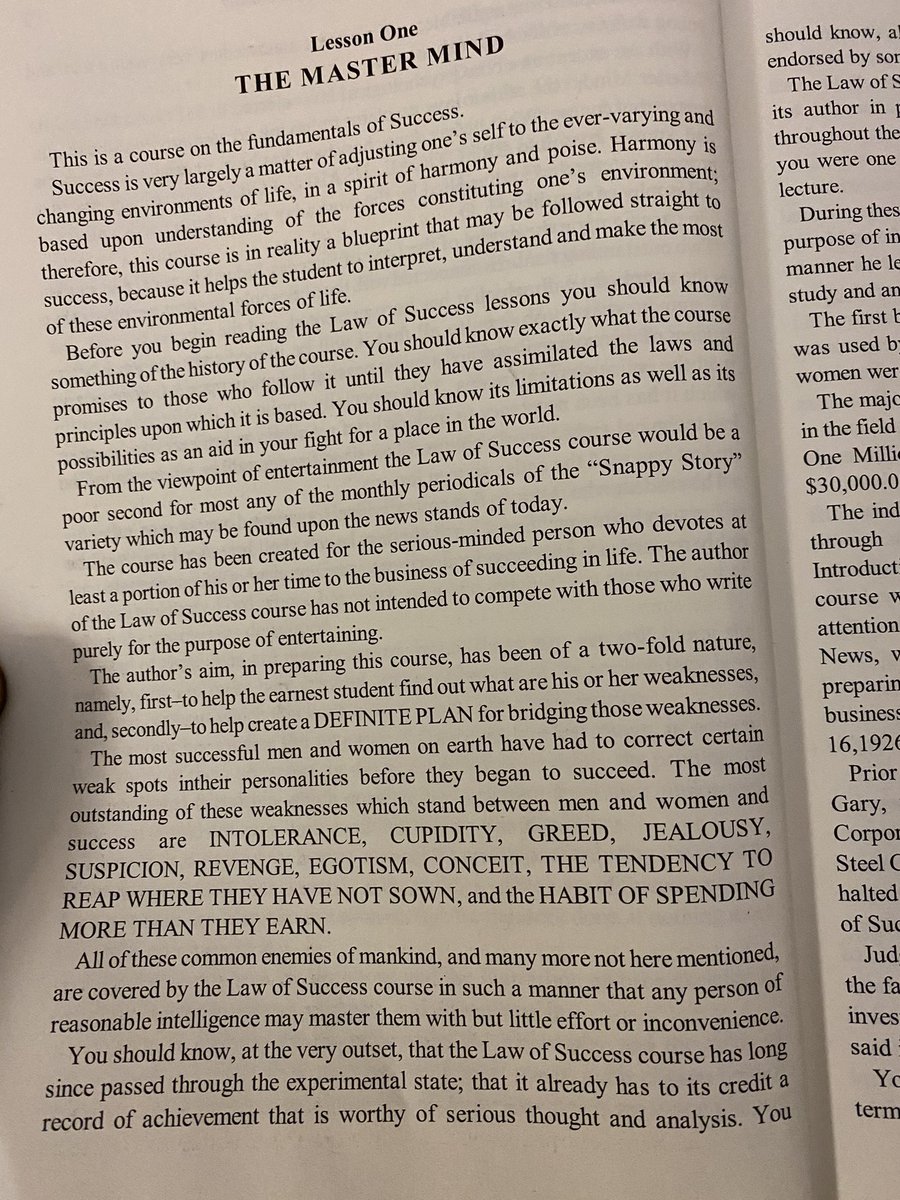 Lesson One
THE MASTER MIND
This is a course on the fundamentals of Success.
Success is very largely a matter of adjusting one's self to the ever-varying and
changing environments of life, in a spirit of harmony and poise. Harmony is
based upon understanding of the forces constituting one's environment;
therefore, this course is in reality a blueprint that may be followed straight to
success, because it helps the student to interpret, understand and make the most
of these environmental forces of life.
Before you begin reading the Law of Success lessons you should know
something of the history of the course. You should know exactly what the course
promises to those who follow it until they have assimilated the laws and
principles upon which it is based. You should know its limitations as well as its
possibilities as an aid in your fight for a place in the world.
From the viewpoint of entertainment the Law of Success course would be a
poor second for most any of the monthly periodicals of the “Snappy Story”
variety which may be found upon the news stands of today.
The course has been created for the serious-minded person who devotes at
least a portion of his or her time to the business of succeeding in life. The author
of the Law of Success course has not intended to compete with those who write
purely for the purpose of entertaining.
The author's aim, in preparing this course, has been of a two-fold nature,
namely, first–to help the earnest student find out what are his or her weaknesses,
and, secondly–to help create a DEFINITE PLAN for bridging those weaknesses.
The most successful men and women on earth have had to correct certain
weak spots intheir personalities before they began to succeed. The most
outstanding of these weaknesses which stand between men and women and
success are INTOLERANCE, CUPIDITY, GREED, JEALOUSY,
SUSPICION, REVENGE, EGOTISM, CONCEIT, THE TENDENCY TO
REAP WHERE THEY HAVE NOT SOWN, and the HABIT OF SPENDING
MORE THAN THEY EARN.
All of these common enemies of mankind, and many more not here mentioned,
are covered by the Law of Success course in such a manner that any person of
reasonable intelligence may master them with but little effort or inconvenience.
You should know, at the very outset, that the Law of Success course has long
since passed through the experimental state; that it already has to its credit a
record of achievement that is worthy of serious thought and analysis. You
should know, al
endorsed by som
The Law of S
its author in p
throughout the
you were one
lecture.
During thes
purpose of in
manner he le
study and an
The first b
was used by
women wer
The majo
in the field
One Milli
$30,000.0
The ind
through
Introduct
course w
attention
News, w
preparin
business
16,1926
Prior
Gary,
Corpor
Steel C
halted
of Suc
Jud
the fa
inves
said
Yo
term